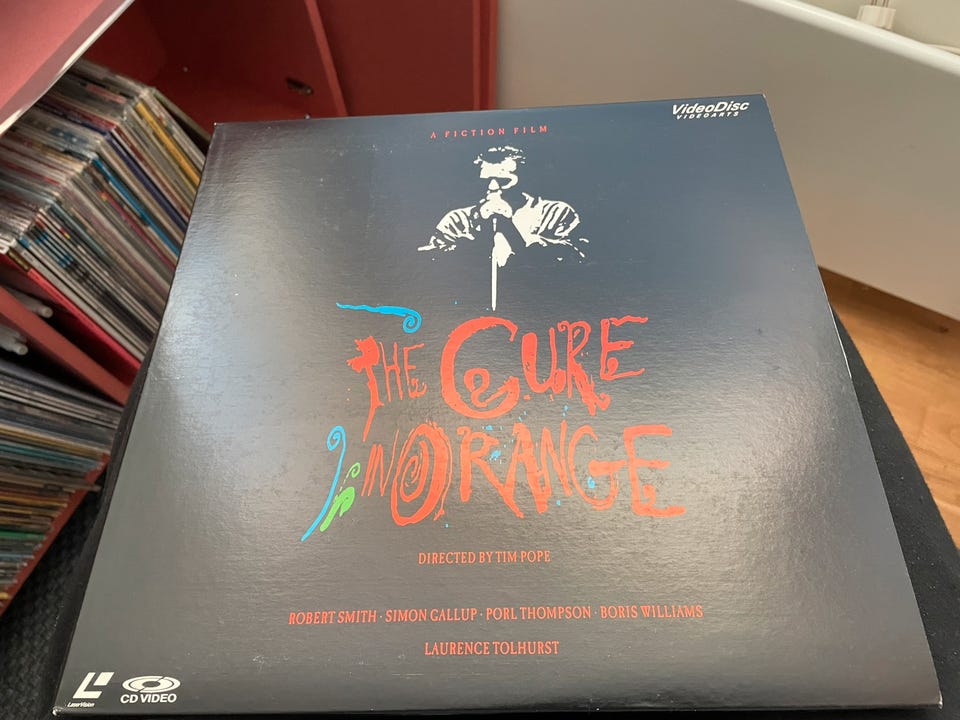 VideoDisc
VIDEOARTS
A FICTION FILM
THE CURE
IN ORANGE
DIRECTED BY TIM POPE
ROBERT SMITH · SIMON GALLUP · PORL THOMPSON · BORIS WILLIAMS
LAURENCE TOLHURST
LaserVision
CD VIDEO